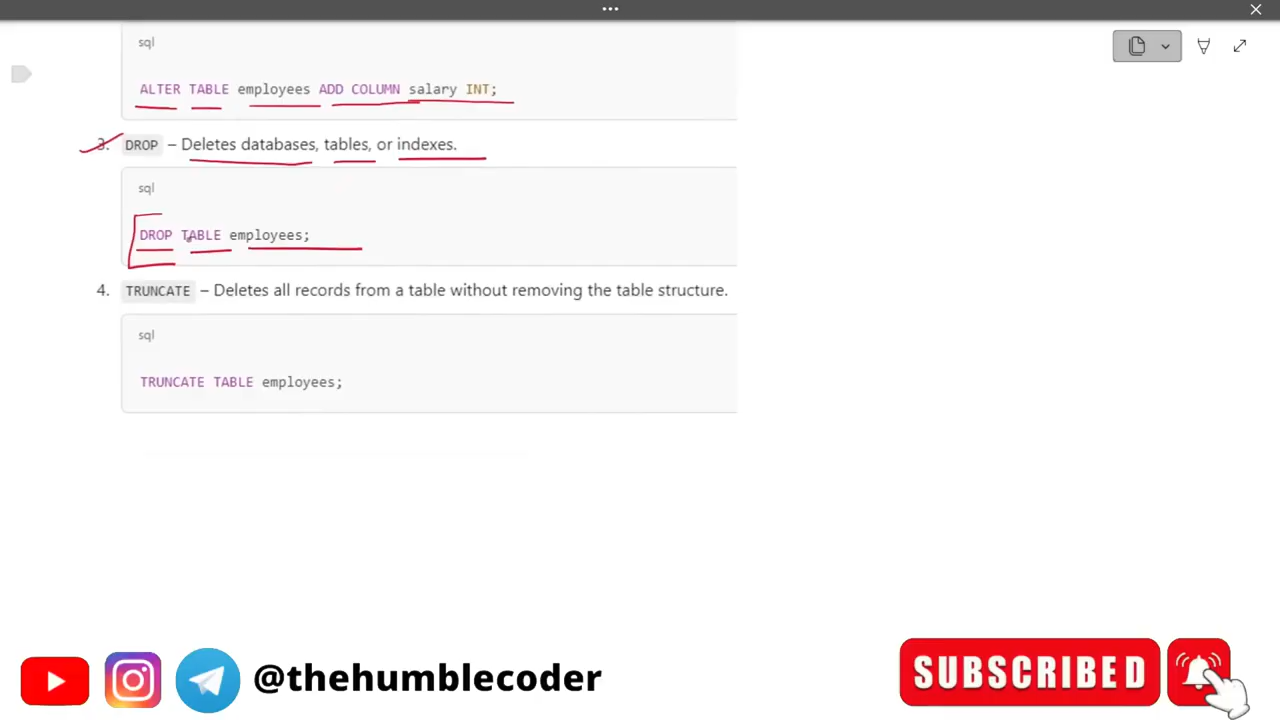 sql
ALTER TABLE employees ADD COLUMN salary INT;
3. DROP – Deletes databases, tables, or indexes.
sql
DROP TABLE employees;
4. TRUNCATE – Deletes all records from a table without removing the table structure.
sql
TRUNCATE TABLE employees;
@thehumblecoder
SUBSCRIBED